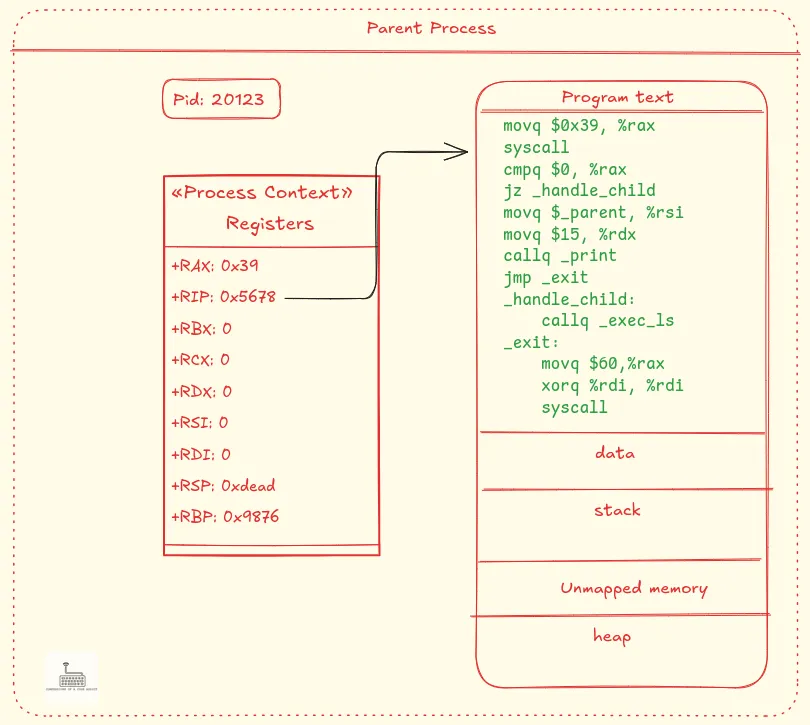 Parent Process
Pid: 20123
«Process Context»
Registers
+RAX: 0x39
+RIP: 0x5678
+RBX: 0
+RCX: 0
+RDX: 0
+RSI: 0
+RDI: 0
+RSP: 0xdead
+RBP: 0x9876
Program text
movq $0x39, %rax
syscall
cmpq $0, %rax
jz _handle_child
movq $_parent, %rsi
movq $15, %rdx
callq _print
jmp _exit
_handle_child:
callq _exec_ls
_exit:
movq $60,%rax
xorq %rdi, %rdi
syscall
data
stack
Unmapped memory
heap